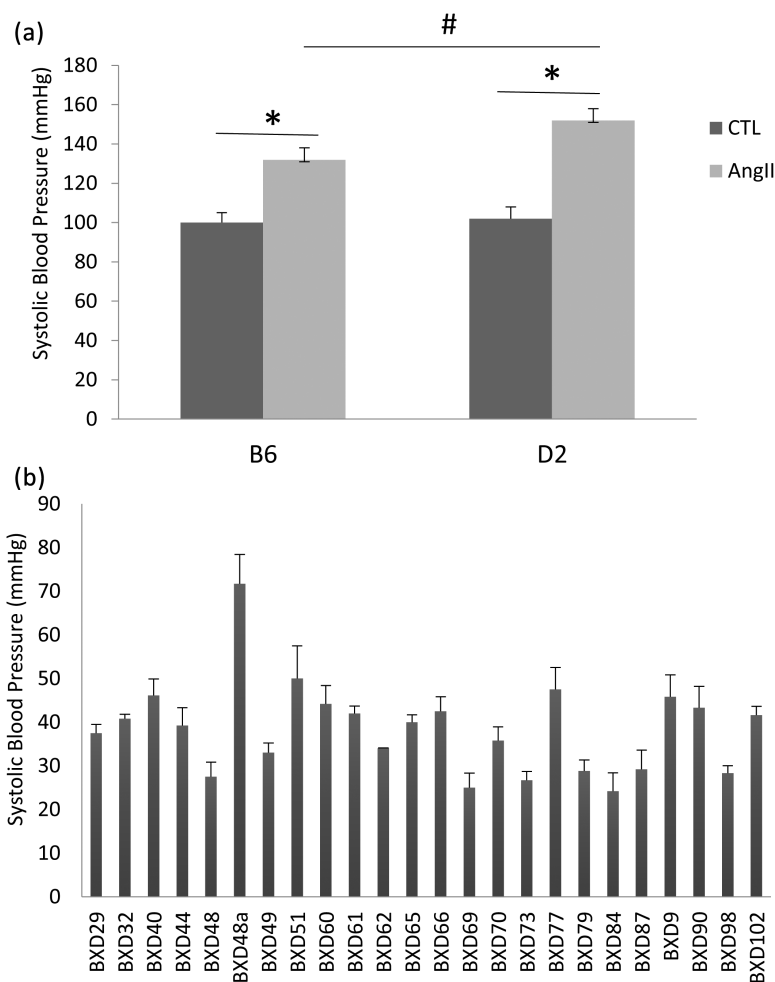 (a)
#
Systolic Blood Pressure (mmHg)
180
160
140
120
100
80
60
40
20
0
*
*
CTL
AngII
B6
D2
(b)
Systolic Blood Pressure (mmHg)
90
80
70
60
50
40
30
20
10
0
BXD29
BXD32
BXD40
BXD44
BXD48
BXD48a
BXD49
BXD51
BXD60
BXD61
BXD62
BXD65
BXD66
BXD69
BXD70
BXD73
BXD77
BXD79
BXD84
BXD87
BXD9
BXD90
BXD98
BXD102